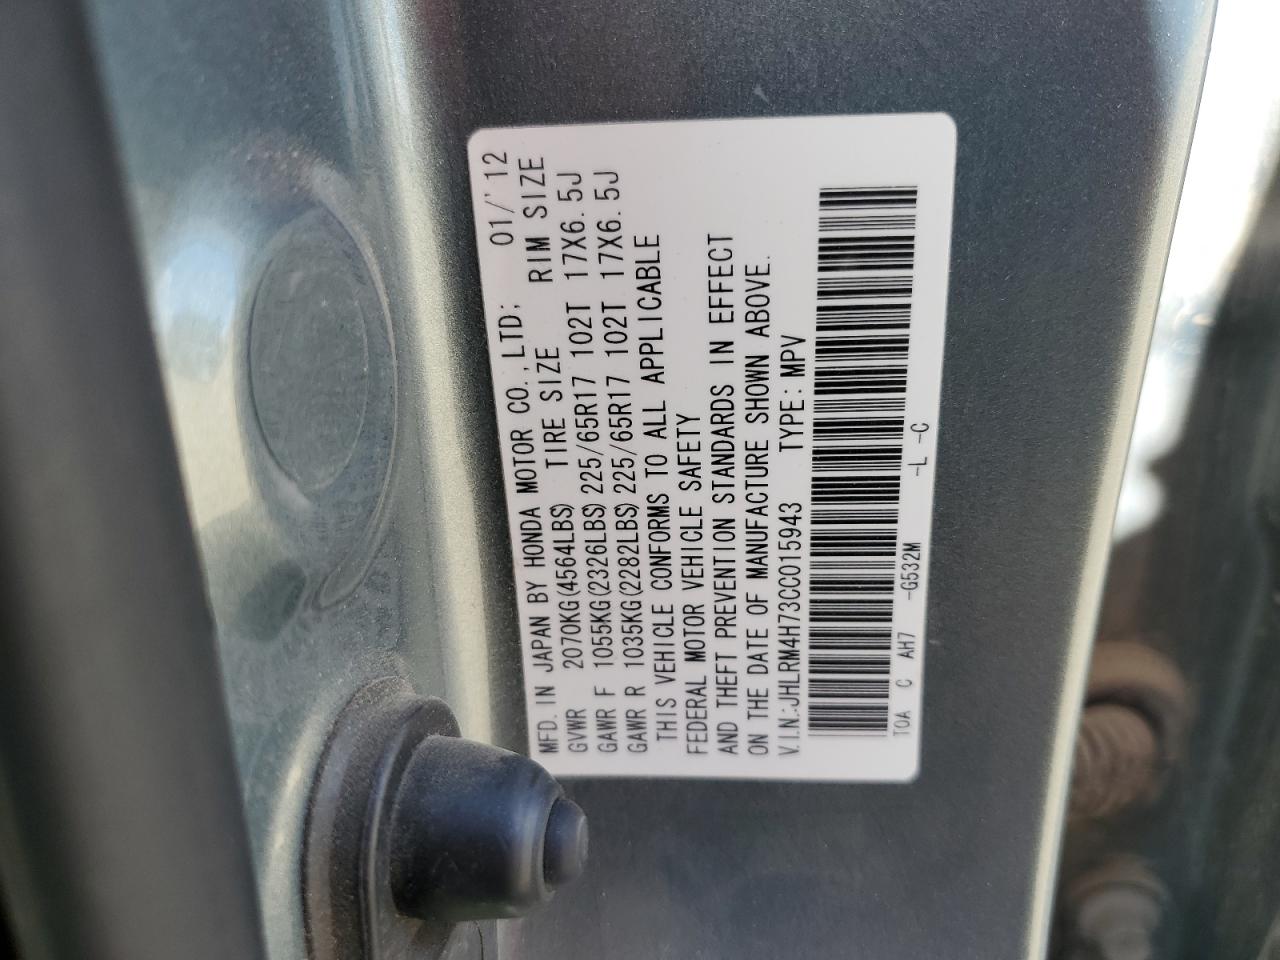 MFD. IN JAPAN BY HONDA MOTOR CO., LTD; 01/'12
GVWR 2070KG(4564LBS) TIRE SIZE RIM SIZE
GAWR F 1055KG(2326LBS) 225/65R17 102T 17X6.5J
GAWR R 1035KG(2282LBS) 225/65R17 102T 17X6.5J
THIS VEHICLE CONFORMS TO ALL APPLICABLE
FEDERAL MOTOR VEHICLE SAFETY
AND THEFT PREVENTION STANDARDS IN EFFECT
ON THE DATE OF MANUFACTURE SHOWN ABOVE.
V.I.N.:JHLRM4H73CC015943 TYPE: MPV
TOA C AH7 -G532M -L -C